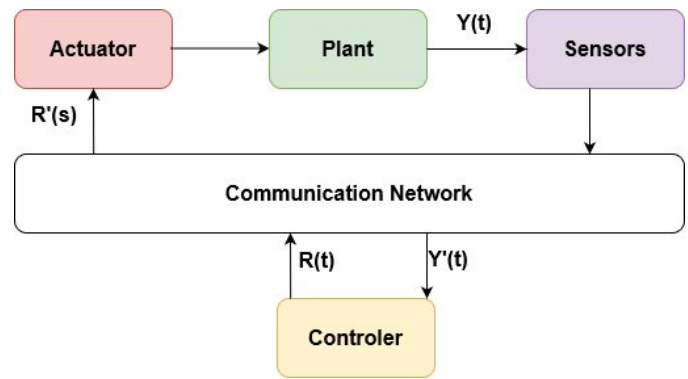 Actuator
Plant
Y(t)
Sensors
R'(s)
Communication Network
R(t)
Y'(t)
Controler